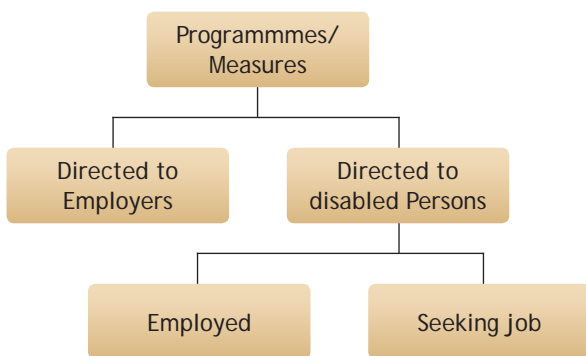 Programmmes/
Measures
Directed to
Employers
Directed to
disabled Persons
Employed
Seeking job